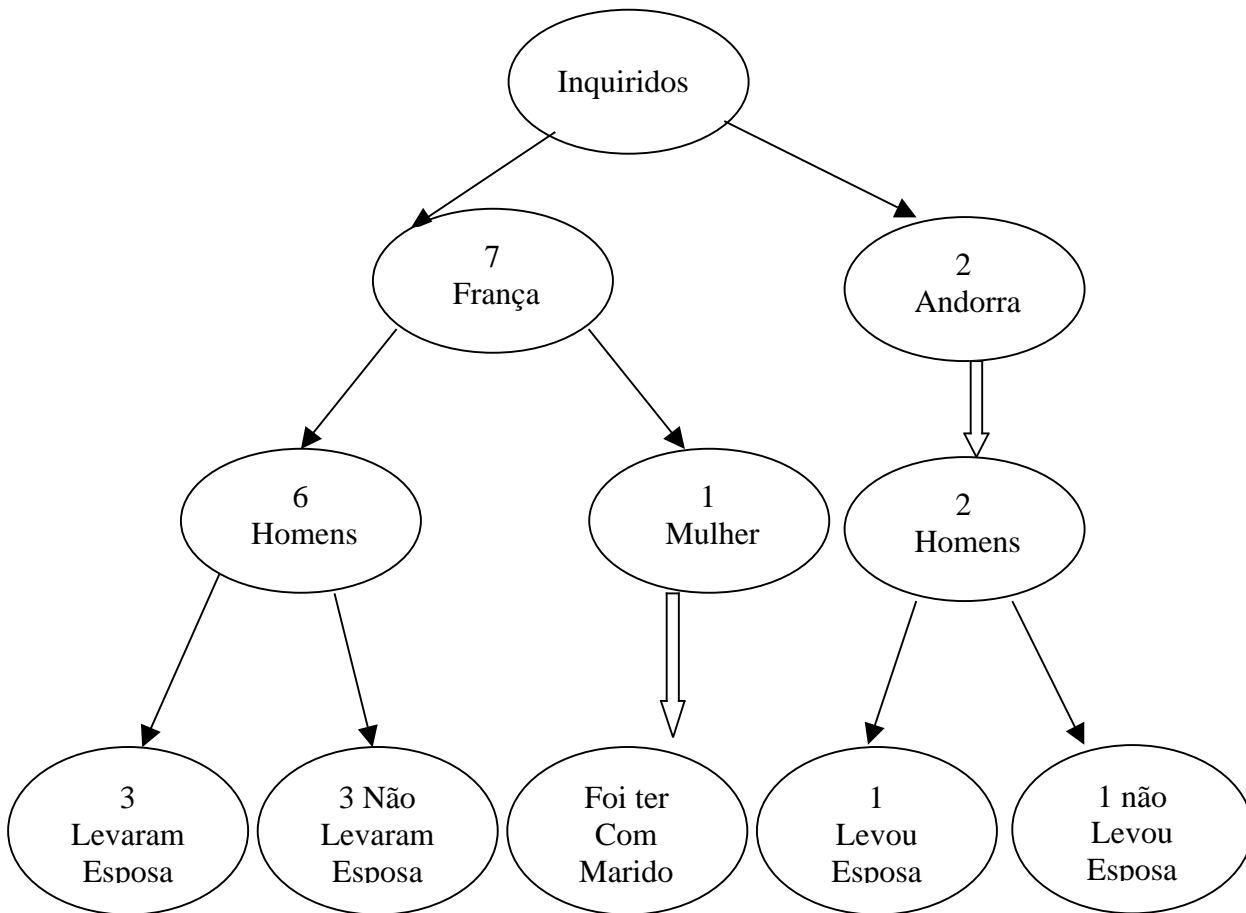 Inquiridos
7
França
2
Andorra
6
Homens
1
Mulher
2
Homens
3
Levaram
Esposa
3 Não
Levaram
Esposa
Foi ter
Com
Marido
1
Levou
Esposa
1 não
Levou
Esposa